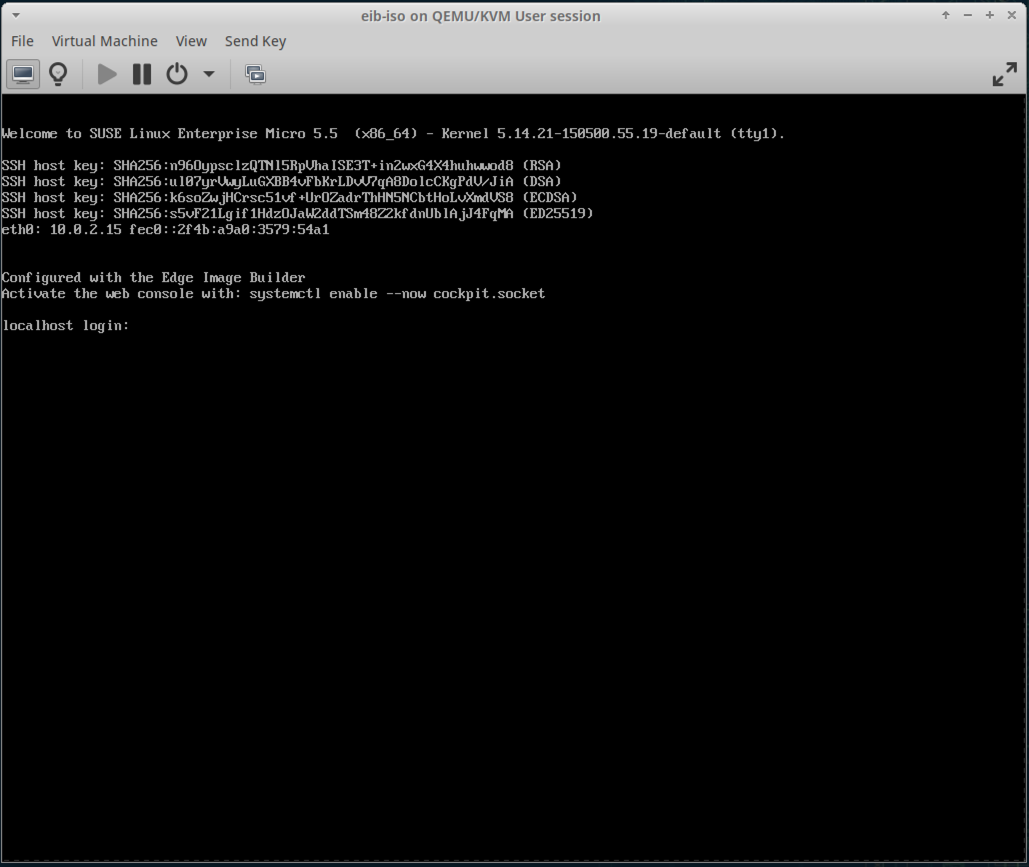 eib-iso on QEMU/KVM User session
File Virtual Machine View Send Key
Welcome to SUSE Linux Enterprise Micro 5.5 (x86_64) - Kernel 5.14.21-150500.55.19-default (tty1).
SSH host key: SHA256:n96OypsclzQTNl5RpVhaISE3T+in2wxG4X4huhwwod8 (RSA)
SSH host key: SHA256:ul07yrVwyLuGXBB4vFbKrLDvV7qA8DolcCKgPdV/JiA (DSA)
SSH host key: SHA256:k6soZwjHCrsc51vf+UrOZadrThHN5NCbtHoLvXmdVS8 (ECDSA)
SSH host key: SHA256:s5vF21Lgif1HdzOJaW2ddTSm48Z2kfdnUblAjJ4FqMA (ED25519)
eth0: 10.0.2.15 fec0::2f4b:a9a0:3579:54a1
Configured with the Edge Image Builder
Activate the web console with: systemctl enable --now cockpit.socket
localhost login: